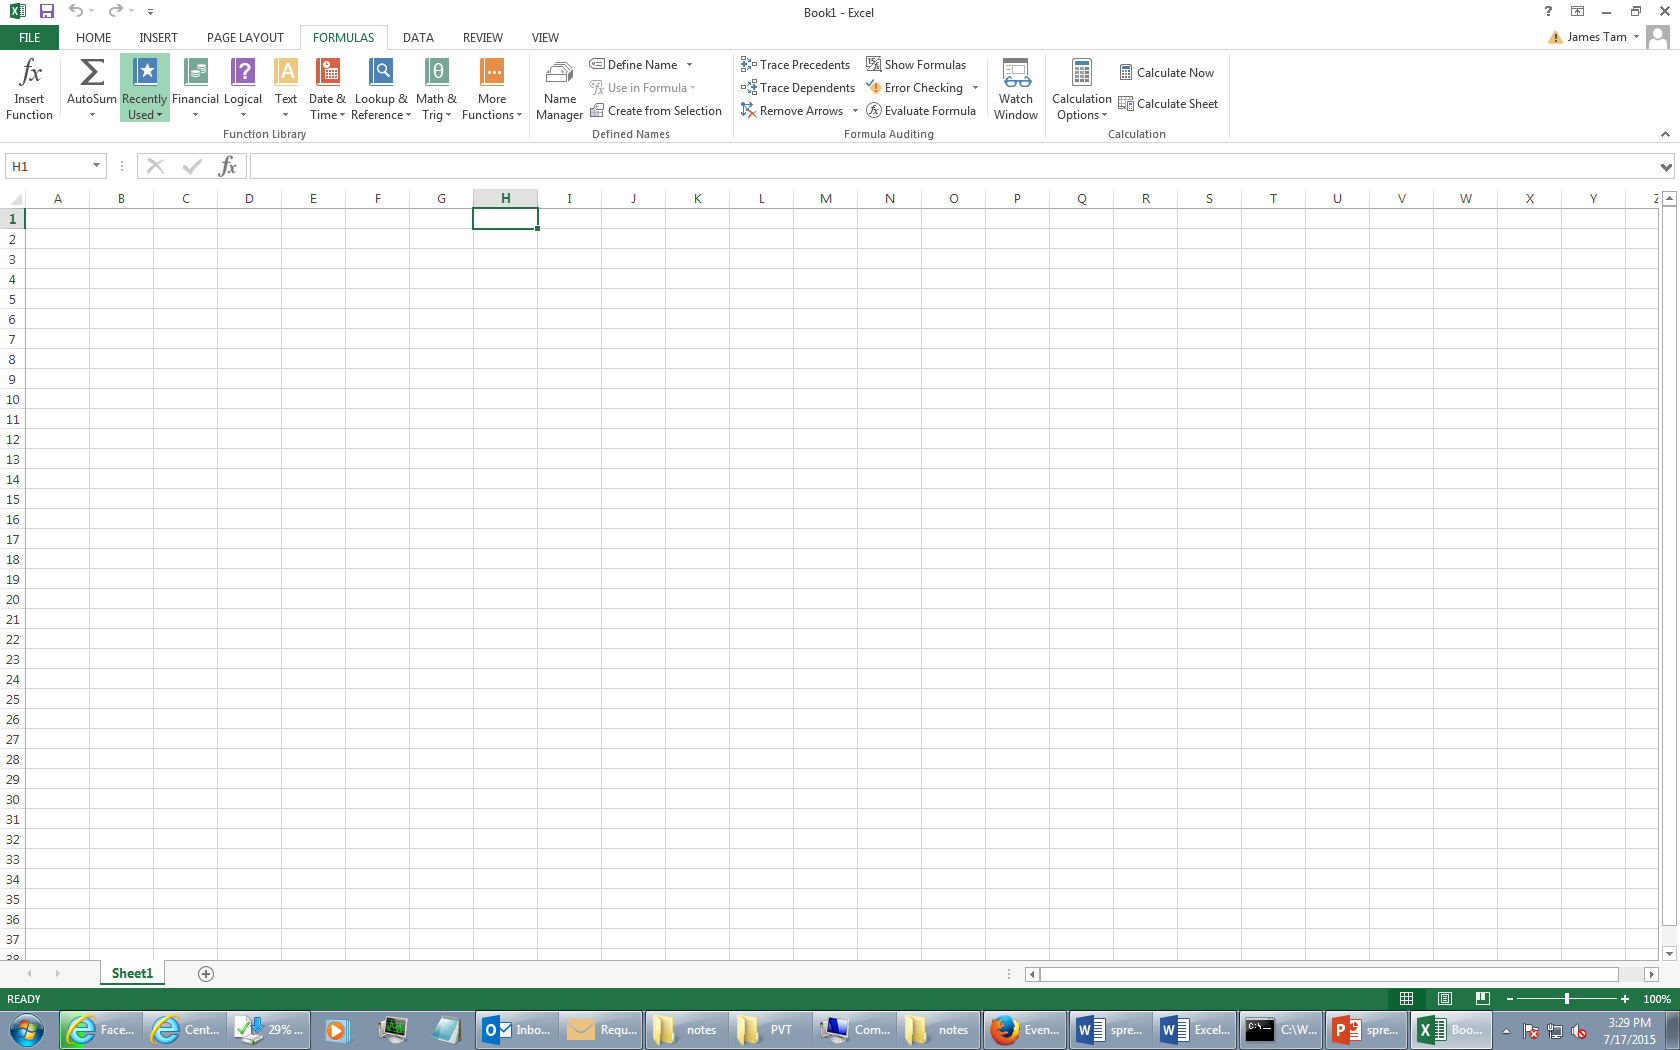 Book1 - Excel
?
FILE HOME INSERT PAGE LAYOUT FORMULAS DATA REVIEW VIEW James Tam
fx Σ ? A θ
Insert Function
AutoSum
Recently Used
Financial
Logical
Text
Date & Time
Lookup & Reference
Math & Trig
More Functions
Function Library
Name Manager
Define Name
Use in Formula
Create from Selection
Defined Names
Trace Precedents
Trace Dependents
Remove Arrows
Show Formulas
Error Checking
Evaluate Formula
Formula Auditing
Watch Window
Calculation Options
Calculate Now
Calculate Sheet
Calculation
H1 fx
A B C D E F G H I J K L M N O P Q R S T U V W X Y Z
1
2
3
4
5
6
7
8
9
10
11
12
13
14
15
16
17
18
19
20
21
22
23
24
25
26
27
28
29
30
31
32
33
34
35
36
37
38
Sheet1
READY 100%
Face... Cent... 29% ... Inbo... Requ... notes PVT Com... notes Even... spre... Excel... C:\W... spre... Boo... 3:29 PM
7/17/2015